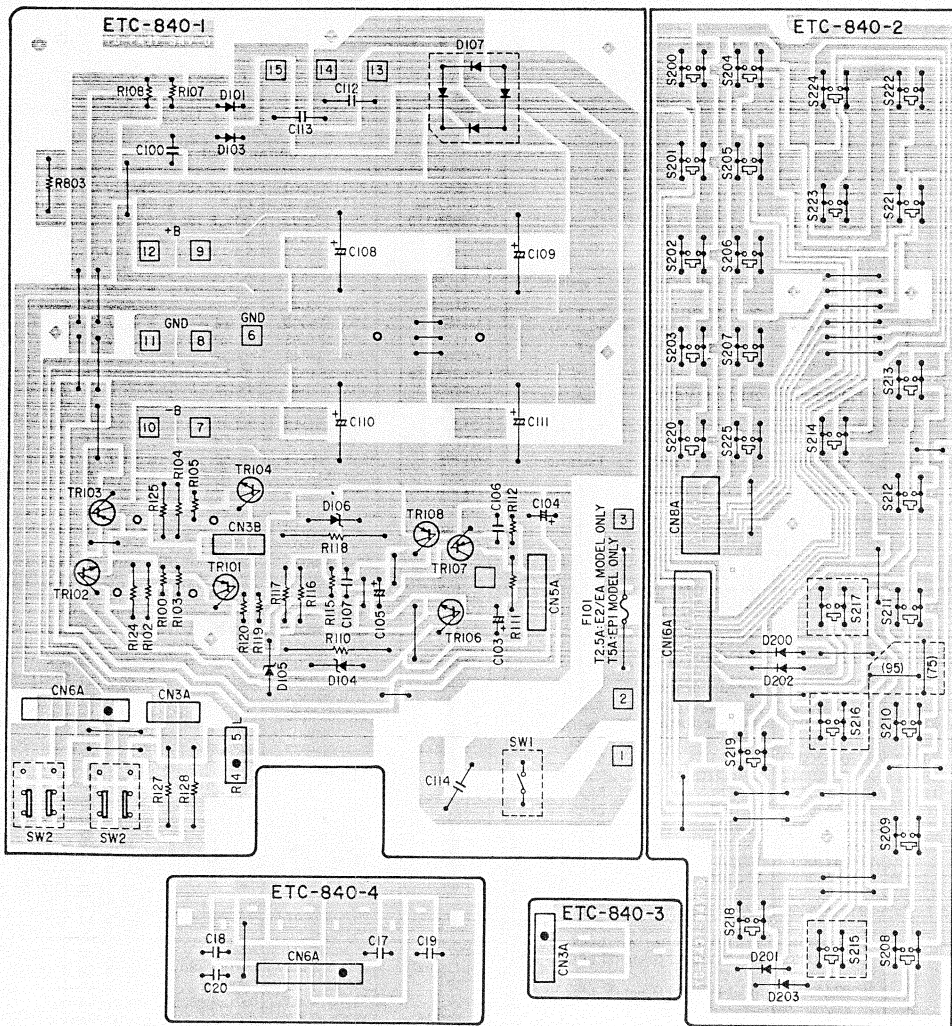 ETC-840-1
D107
15
14
13
R108
R107
D101
C112
C113
C100
D103
R803
+B
12
9
C108
C109
GND
GND
11
8
6
-B
10
7
C110
C111
TR103
R125
R104
R105
TR104
D106
TR108
C106
R112
C104
3
CN3B
R118
TR107
TR102
TR101
R117
R116
R115
C107
C105
R111
CN5A
F101
T2.5A:E2/EA MODEL ONLY
T5A:EP1 MODEL ONLY
R124
R102
R100
R103
R120
R119
R110
TR106
C103
D105
D104
CN6A
CN3A
2
L
5
4
R
SW1
1
C114
R127
R128
SW2
SW2
ETC-840-2
S200
S204
S224
S222
S201
S205
S223
S221
S202
S206
S203
S207
S213
S220
S225
S214
S212
CN8A
CN16A
S217
S211
D200
D202
(95)
(75)
S216
S210
S219
S209
S218
S215
S208
D201
D203
ETC-840-4
C18
C17
C19
CN6A
C20
ETC-840-3
CN3A